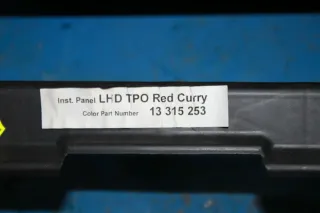 Inst. Panel LHD TPO Red Curry
Color Part Number 13 315 253